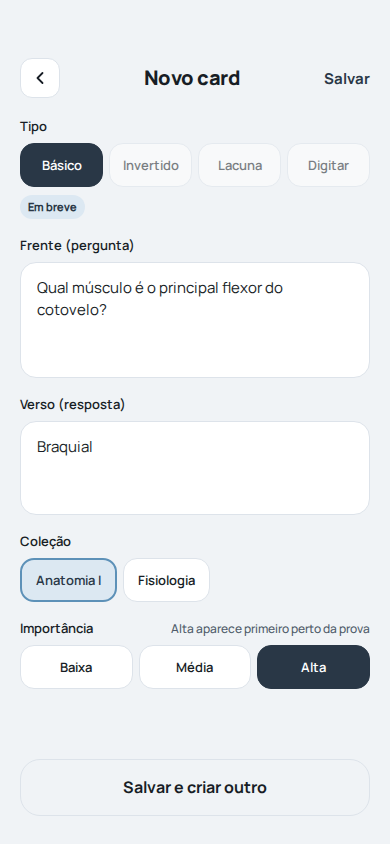 Novo card
Salvar
Tipo
Básico
Invertido
Lacuna
Digitar
Em breve
Frente (pergunta)
Qual músculo é o principal flexor do
cotovelo?
Verso (resposta)
Braquial
Coleção
Anatomia I
Fisiologia
Importância
Alta aparece primeiro perto da prova
Baixa
Média
Alta
Salvar e criar outro